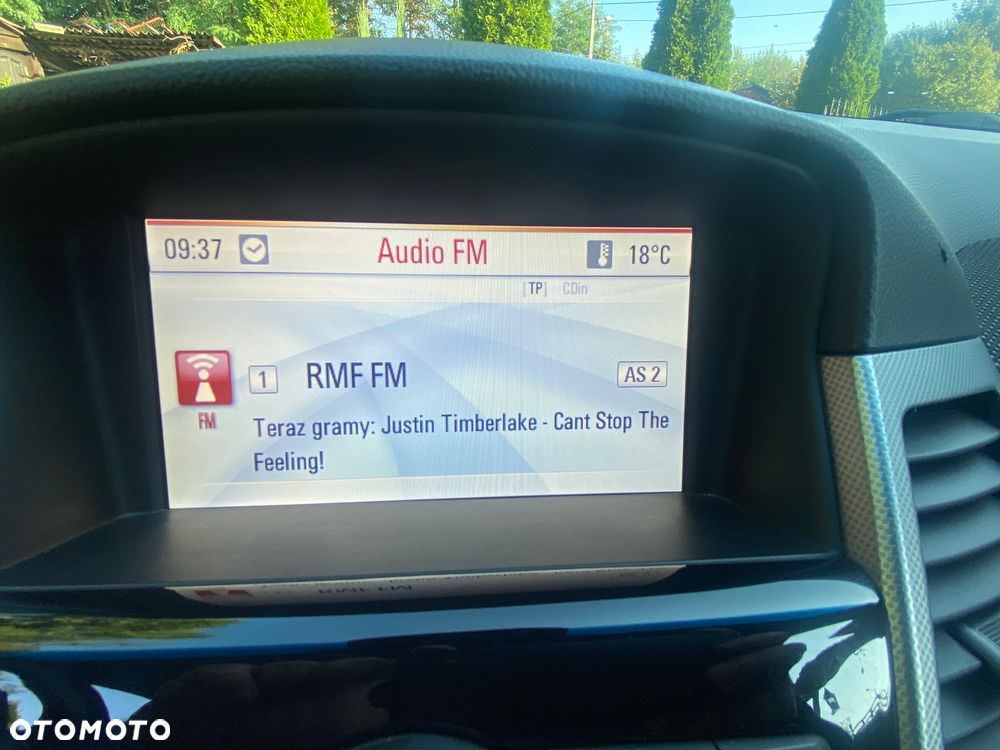 09:37 Audio FM 18°C
[TP] CDin
1 RMF FM AS 2
FM
Teraz gramy: Justin Timberlake - Cant Stop The
Feeling!
OTOMOTO